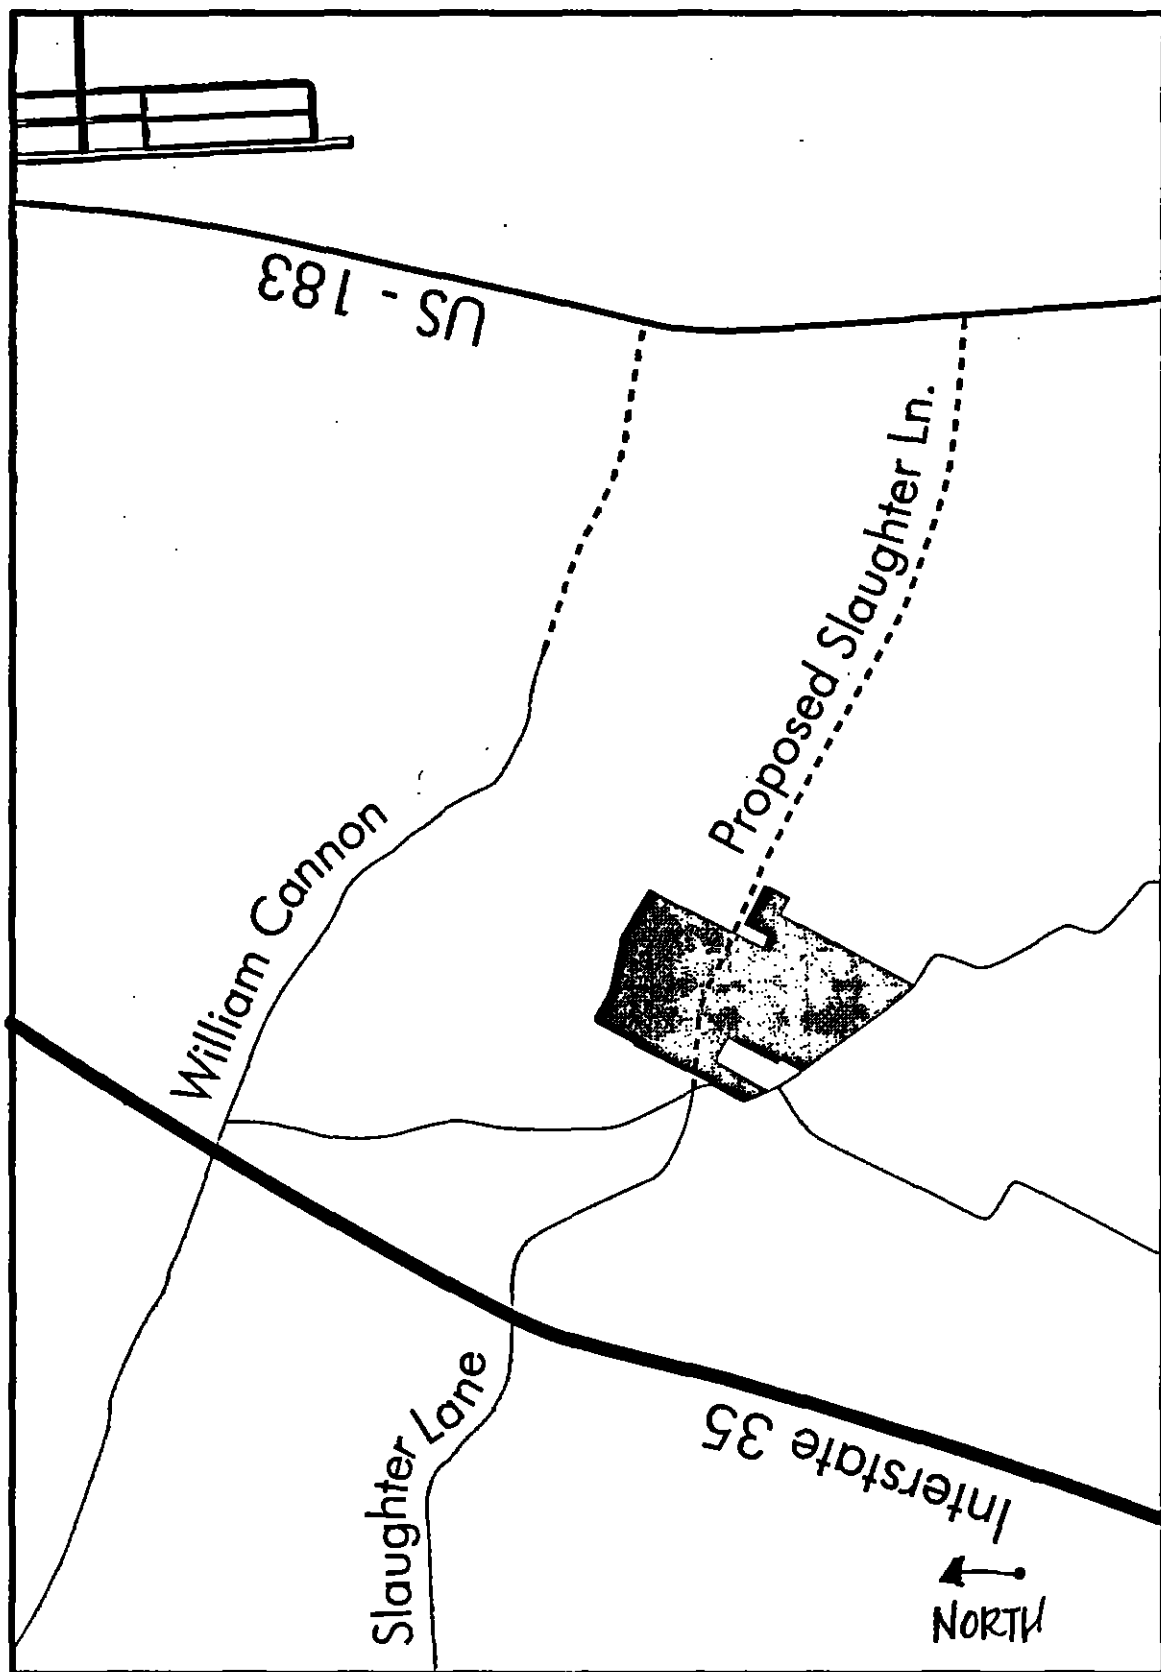 US - 183
Proposed Slaughter Ln.
William Cannon
Slaughter Lane
Interstate 35
NORTH